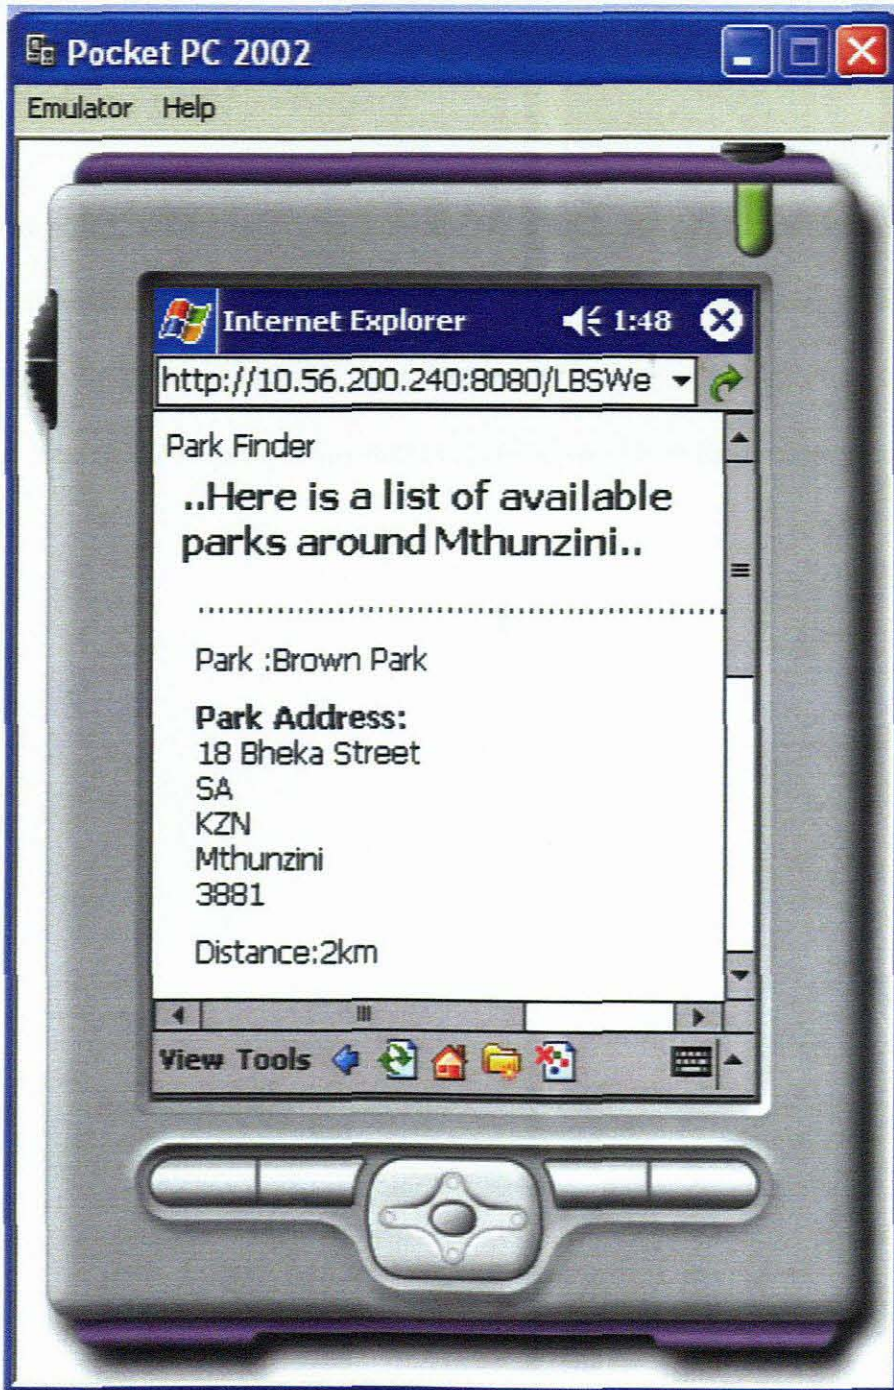 Pocket PC 2002
Emulator Help
Internet Explorer 1:48
http://10.56.200.240:8080/LBSWe
Park Finder
..Here is a list of available
parks around Mthunzini..
Park :Brown Park
Park Address:
18 Bheka Street
SA
KZN
Mthunzini
3881
Distance:2km
View Tools